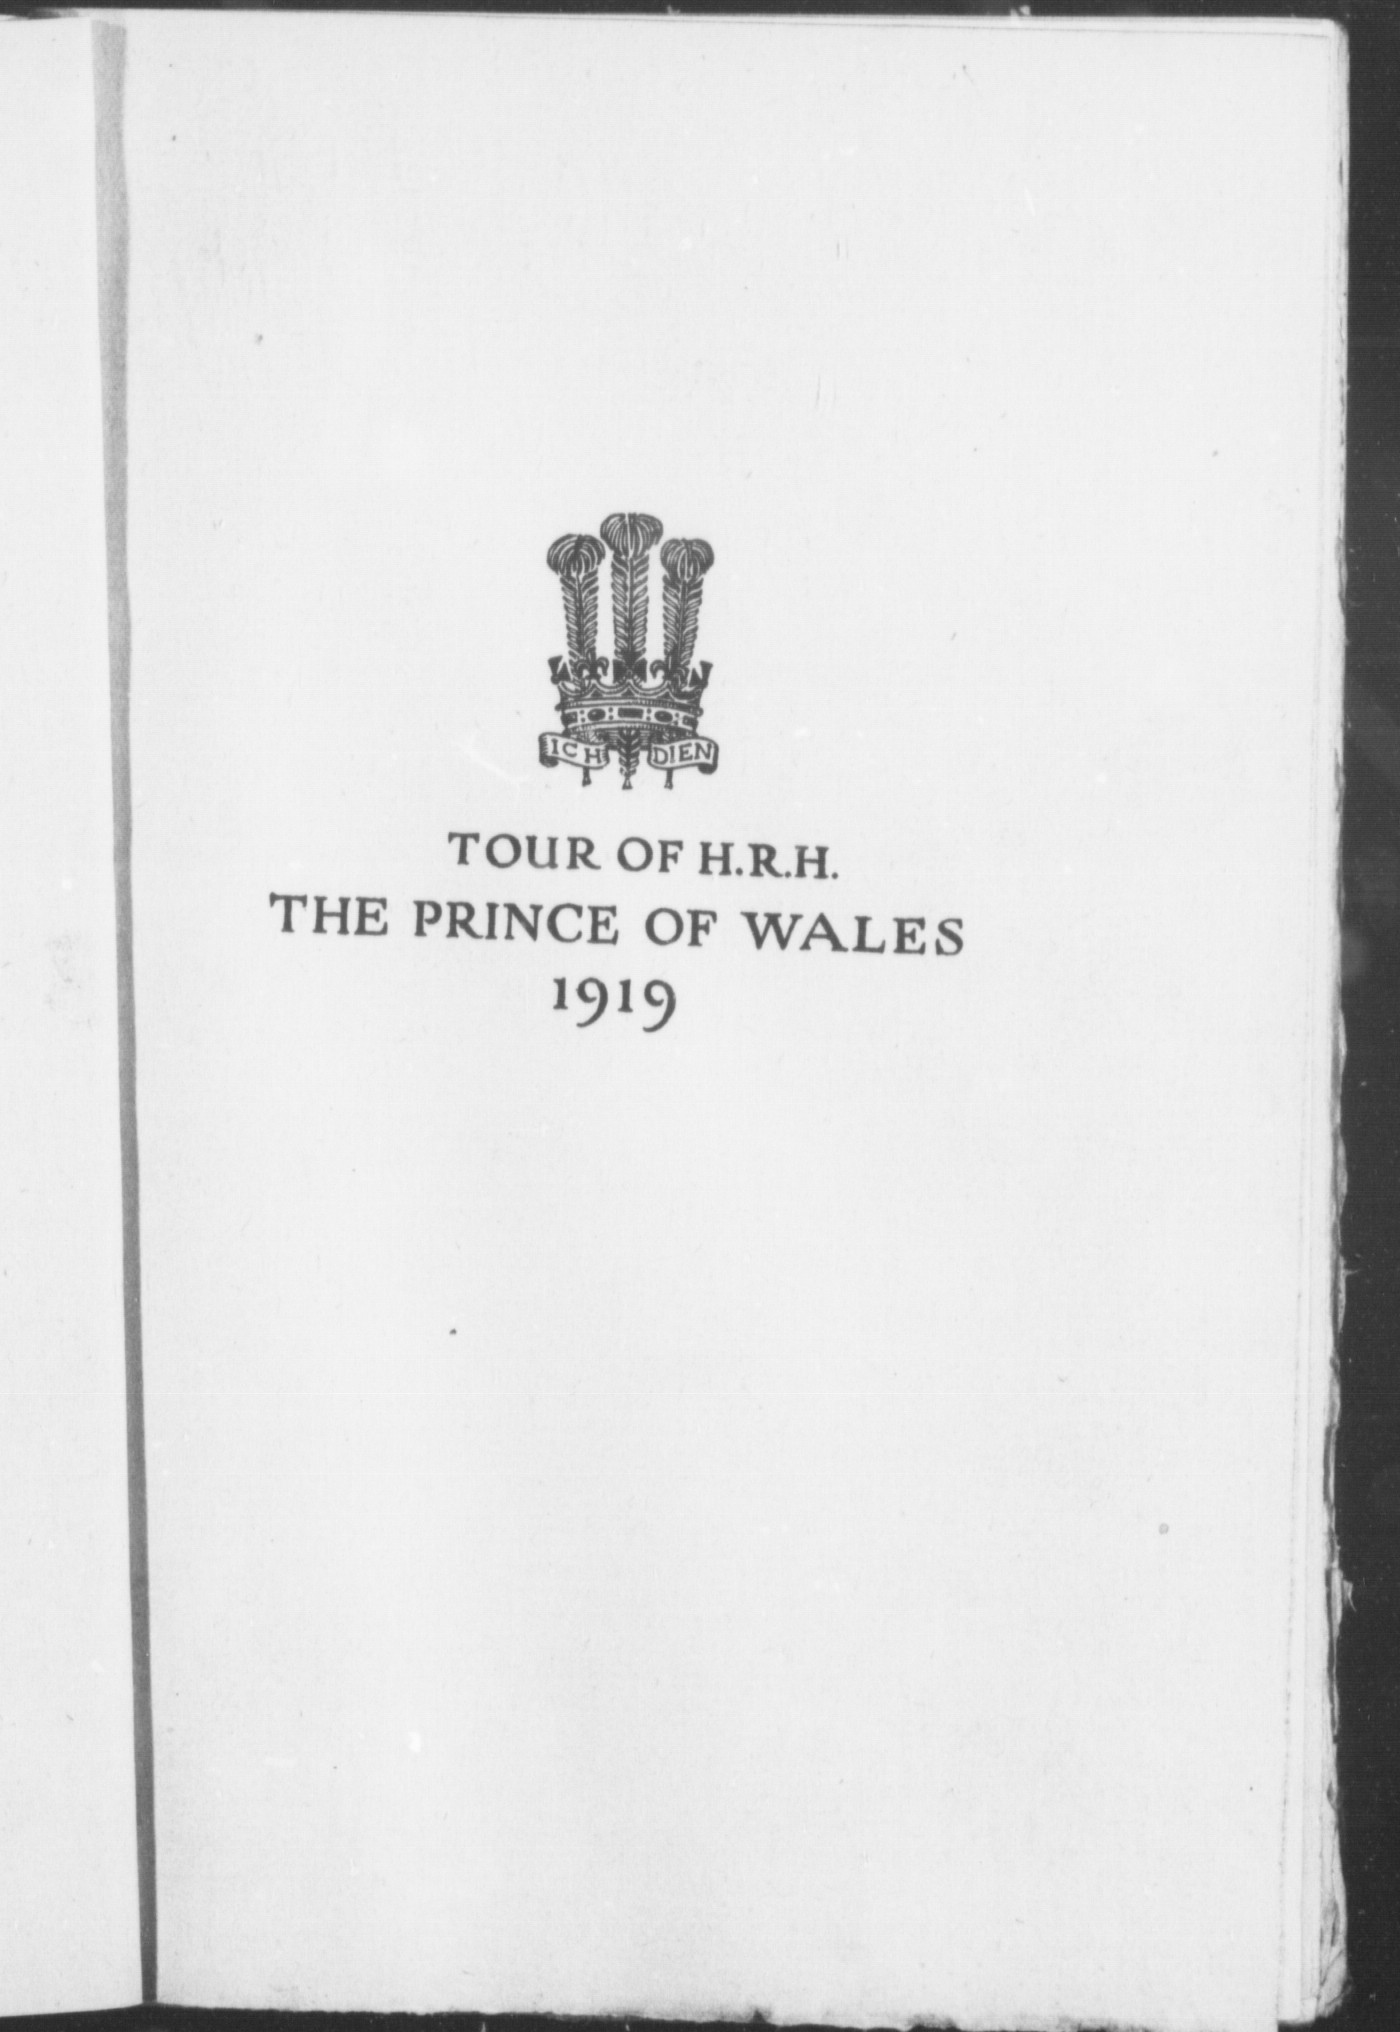 ICH DIEN
TOUR OF H.R.H.
THE PRINCE OF WALES
1919